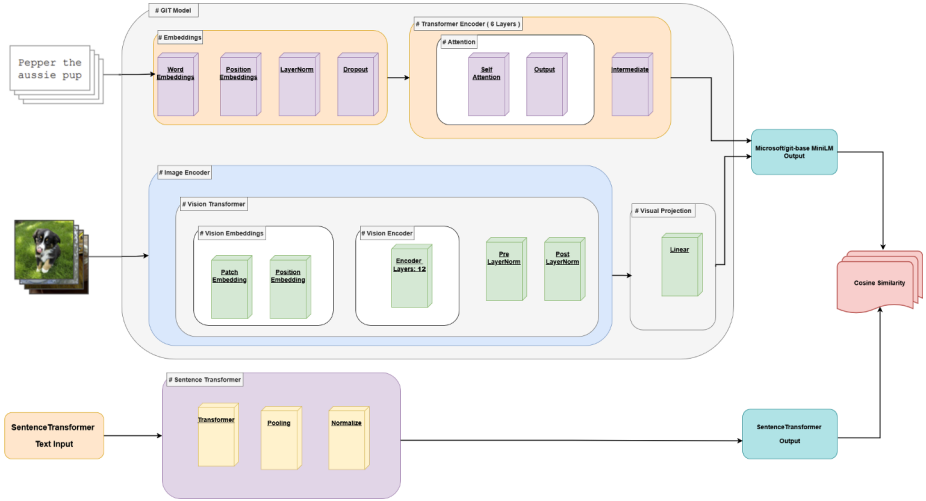 # GIT Model
# Embeddings
Word
Embeddings
Position
Embeddings
LayerNorm
Dropout
# Transformer Encoder ( 6 Layers )
# Attention
Self
Attention
Output
Intermediate
Pepper the
aussie pup
Microsoft/git-base MiniLM
Output
# Image Encoder
# Vision Transformer
# Vision Embeddings
Patch
Embedding
Position
Embedding
# Vision Encoder
Encoder
Layers: 12
Pre
LayerNorm
Post
LayerNorm
# Visual Projection
Linear
Cosine Similarity
# Sentence Transformer
Transformer
Pooling
Normalize
SentenceTransformer
Text Input
SentenceTransformer
Output